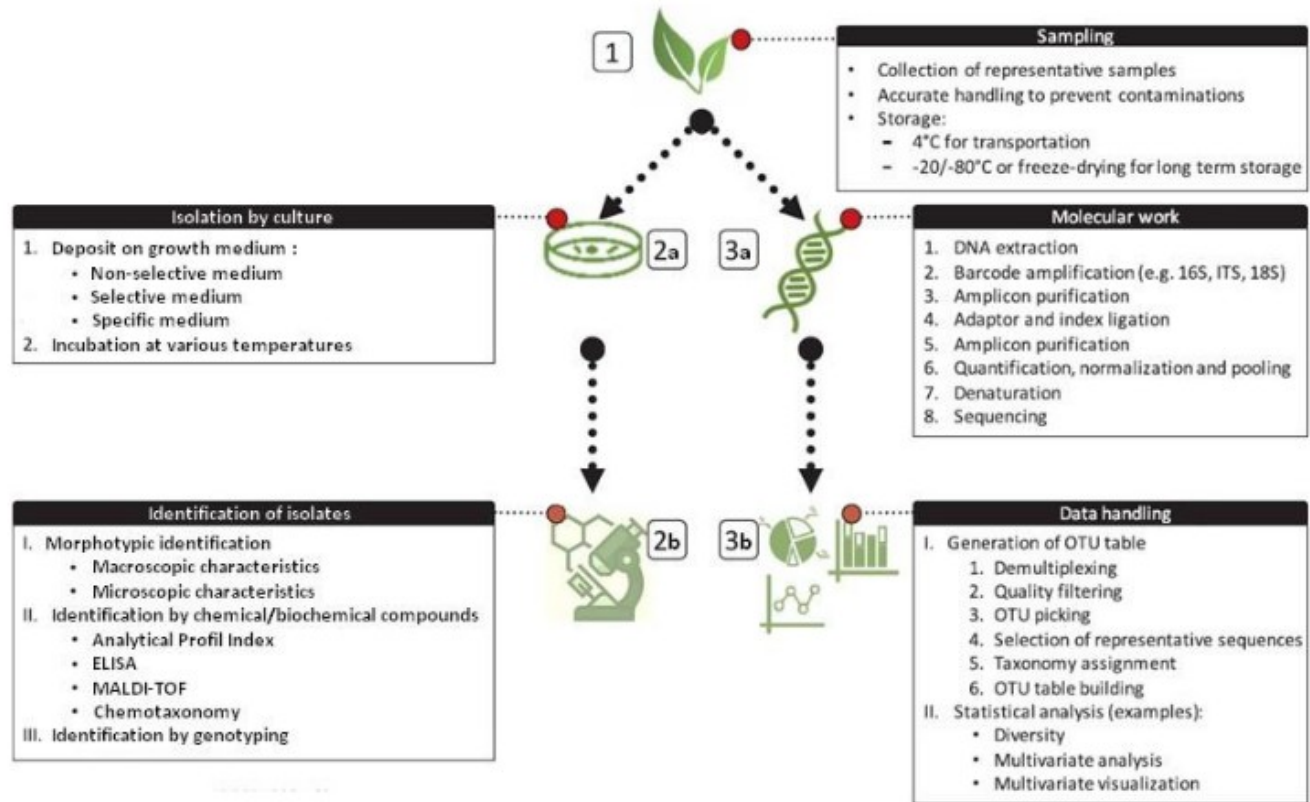 1
Sampling
• Collection of representative samples
• Accurate handling to prevent contaminations
• Storage:
– 4°C for transportation
– -20/-80°C or freeze-drying for long term storage
Isolation by culture
1. Deposit on growth medium :
• Non-selective medium
• Selective medium
• Specific medium
2. Incubation at various temperatures
2a
3a
Molecular work
1. DNA extraction
2. Barcode amplification (e.g. 16S, ITS, 18S)
3. Amplicon purification
4. Adaptor and index ligation
5. Amplicon purification
6. Quantification, normalization and pooling
7. Denaturation
8. Sequencing
Identification of isolates
I. Morphotypic identification
• Macroscopic characteristics
• Microscopic characteristics
II. Identification by chemical/biochemical compounds
• Analytical Profil Index
• ELISA
• MALDI-TOF
• Chemotaxonomy
III. Identification by genotyping
2b
3b
Data handling
I. Generation of OTU table
1. Demultiplexing
2. Quality filtering
3. OTU picking
4. Selection of representative sequences
5. Taxonomy assignment
6. OTU table building
II. Statistical analysis (examples):
• Diversity
• Multivariate analysis
• Multivariate visualization